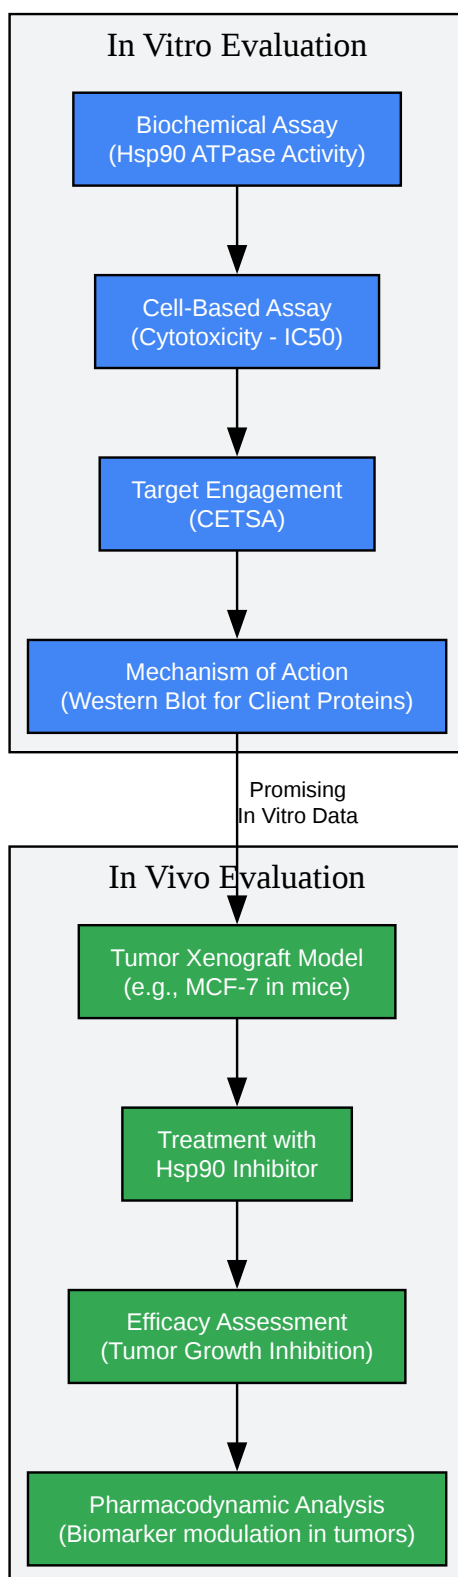 In Vitro Evaluation
Biochemical Assay
(Hsp90 ATPase Activity)
Cell-Based Assay
(Cytotoxicity - IC50)
Target Engagement
(CETSA)
Mechanism of Action
(Western Blot for Client Proteins)
Promising
In Vitro Data
In Vivo Evaluation
Tumor Xenograft Model
(e.g., MCF-7 in mice)
Treatment with
Hsp90 Inhibitor
Efficacy Assessment
(Tumor Growth Inhibition)
Pharmacodynamic Analysis
(Biomarker modulation in tumors)